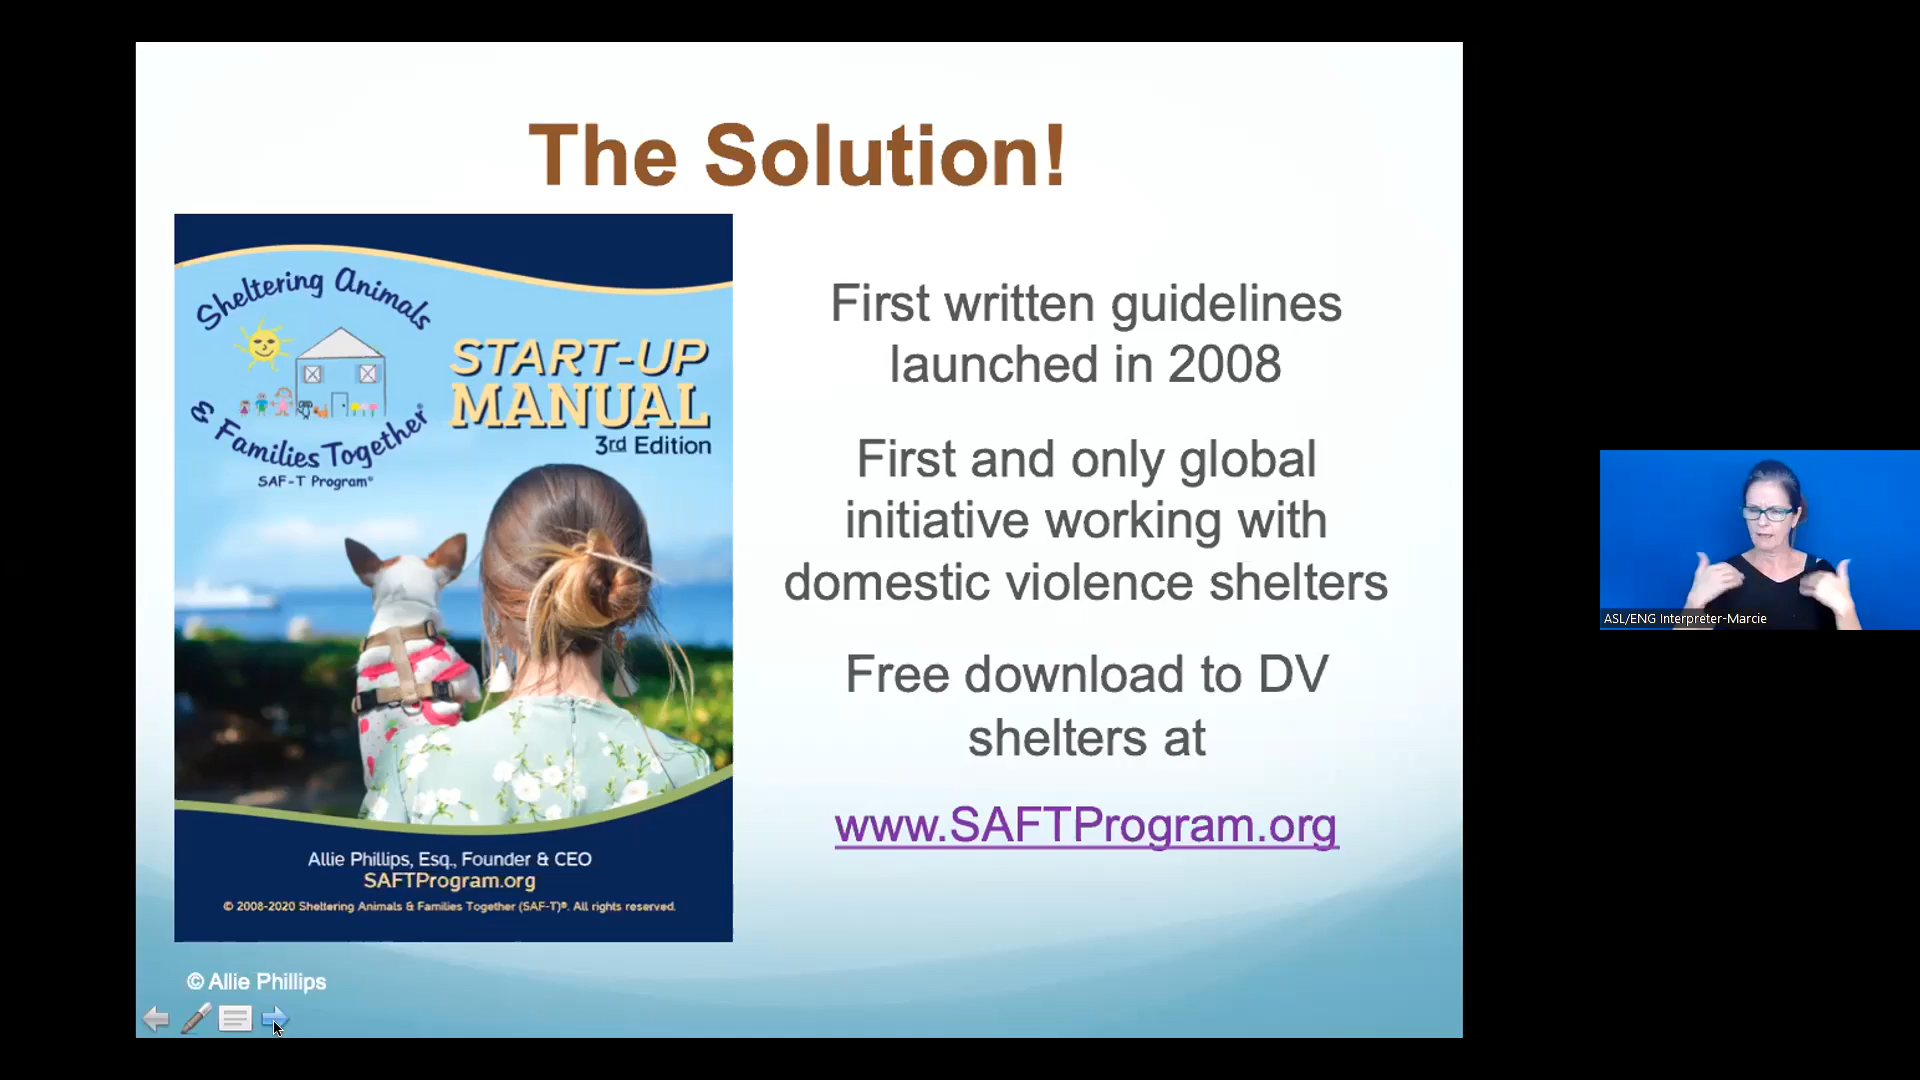 The Solution!
Sheltering Animals
& Families Together®
SAF-T Program®
START-UP
MANUAL
3rd Edition
Allie Phillips, Esq., Founder & CEO
SAFTProgram.org
© 2008-2020 Sheltering Animals & Families Together (SAF-T)®. All rights reserved.
First written guidelines
launched in 2008
First and only global
initiative working with
domestic violence shelters
Free download to DV
shelters at
www.SAFTProgram.org
© Allie Phillips
ASL/ENG Interpreter-Marcie